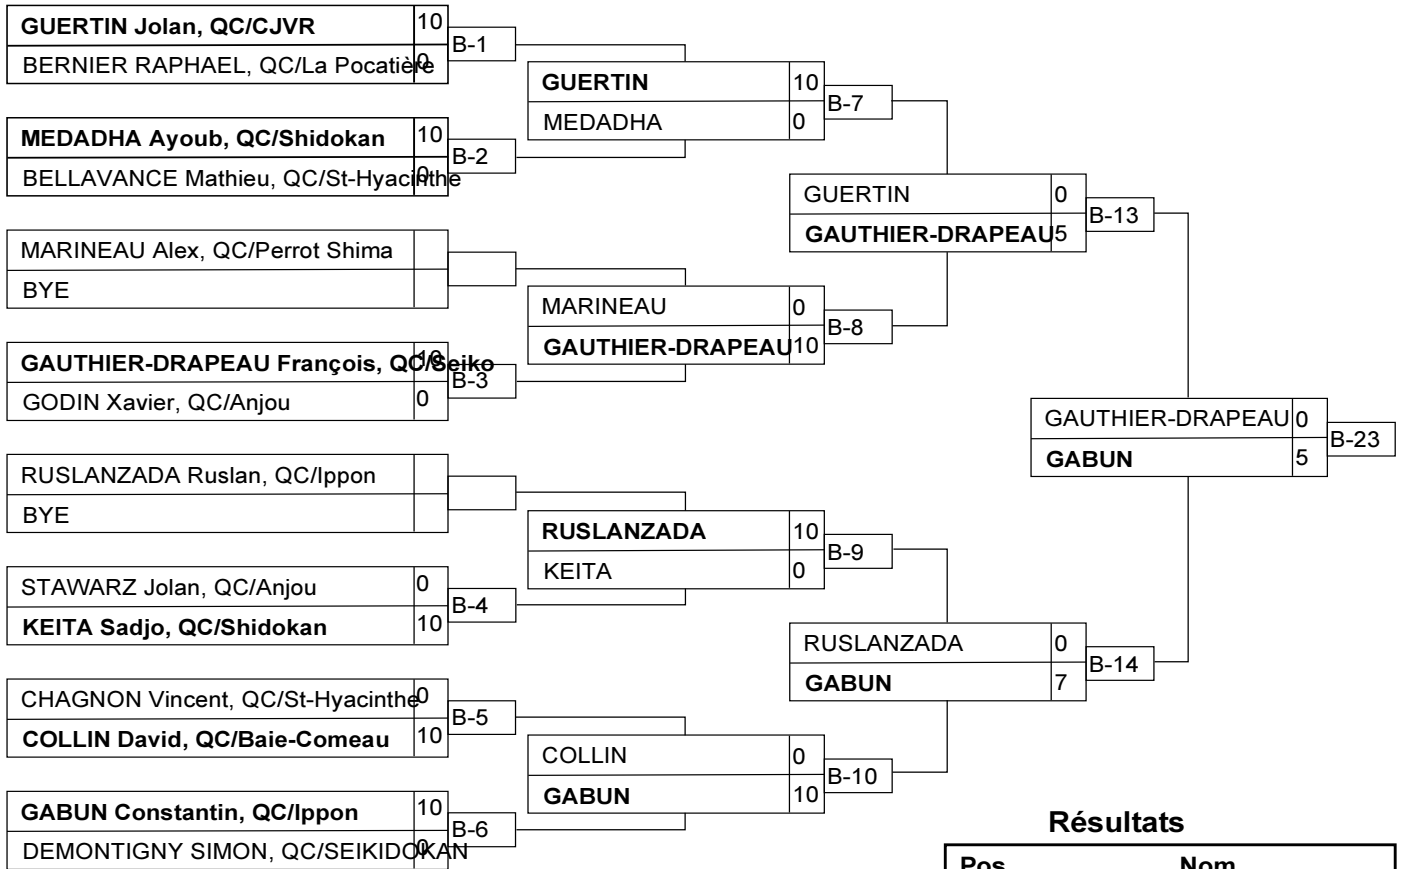 GUERTIN Jolan, QC/CJVR 10
BERNIER RAPHAEL, QC/La Pocatière 0
B-1
MEDADHA Ayoub, QC/Shidokan 10
BELLAVANCE Mathieu, QC/St-Hyacinthe 0
B-2
MARINEAU Alex, QC/Perrot Shima
BYE
GAUTHIER-DRAPEAU François, QC/Seiko 10
GODIN Xavier, QC/Anjou 0
B-3
RUSLANZADA Ruslan, QC/Ippon
BYE
STAWARZ Jolan, QC/Anjou 0
KEITA Sadjo, QC/Shidokan 10
B-4
CHAGNON Vincent, QC/St-Hyacinthe 0
COLLIN David, QC/Baie-Comeau 10
B-5
GABUN Constantin, QC/Ippon 10
DEMONTIGNY SIMON, QC/SEIKIDOKAN 0
B-6
GUERTIN 10
MEDADHA 0
B-7
MARINEAU 0
GAUTHIER-DRAPEAU 10
B-8
RUSLANZADA 10
KEITA 0
B-9
COLLIN 0
GABUN 10
B-10
GUERTIN 0
GAUTHIER-DRAPEAU 5
B-13
RUSLANZADA 0
GABUN 7
B-14
GAUTHIER-DRAPEAU 0
GABUN 5
B-23
Résultats
Pos Nom